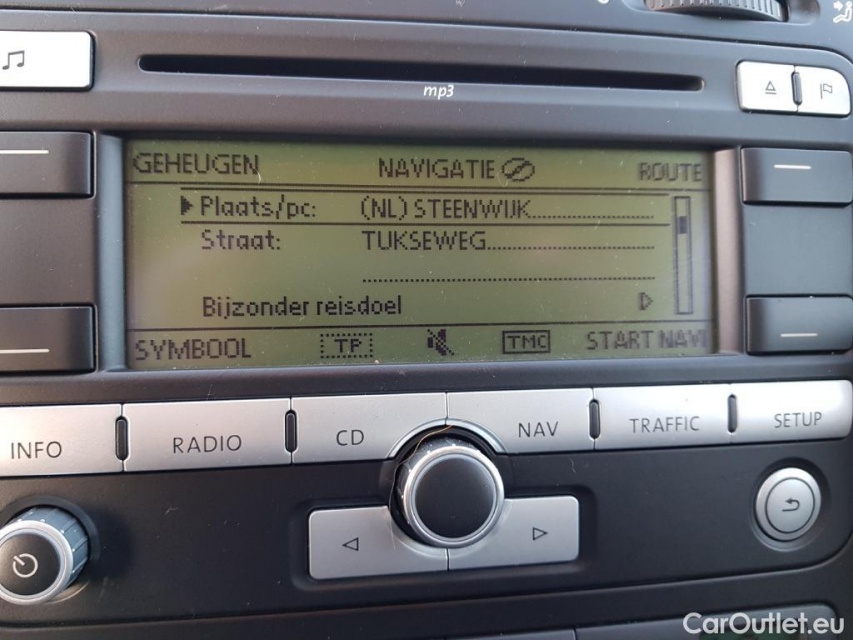 mp3
GEHEUGEN NAVIGATIE ROUTE
Plaats/pc: (NL) STEENWIJK
Straat: TUKSEWEG
Bijzonder reisdoel
SYMBOOL TP TMC START NAVI
INFO RADIO CD NAV TRAFFIC SETUP
CarOutlet.eu